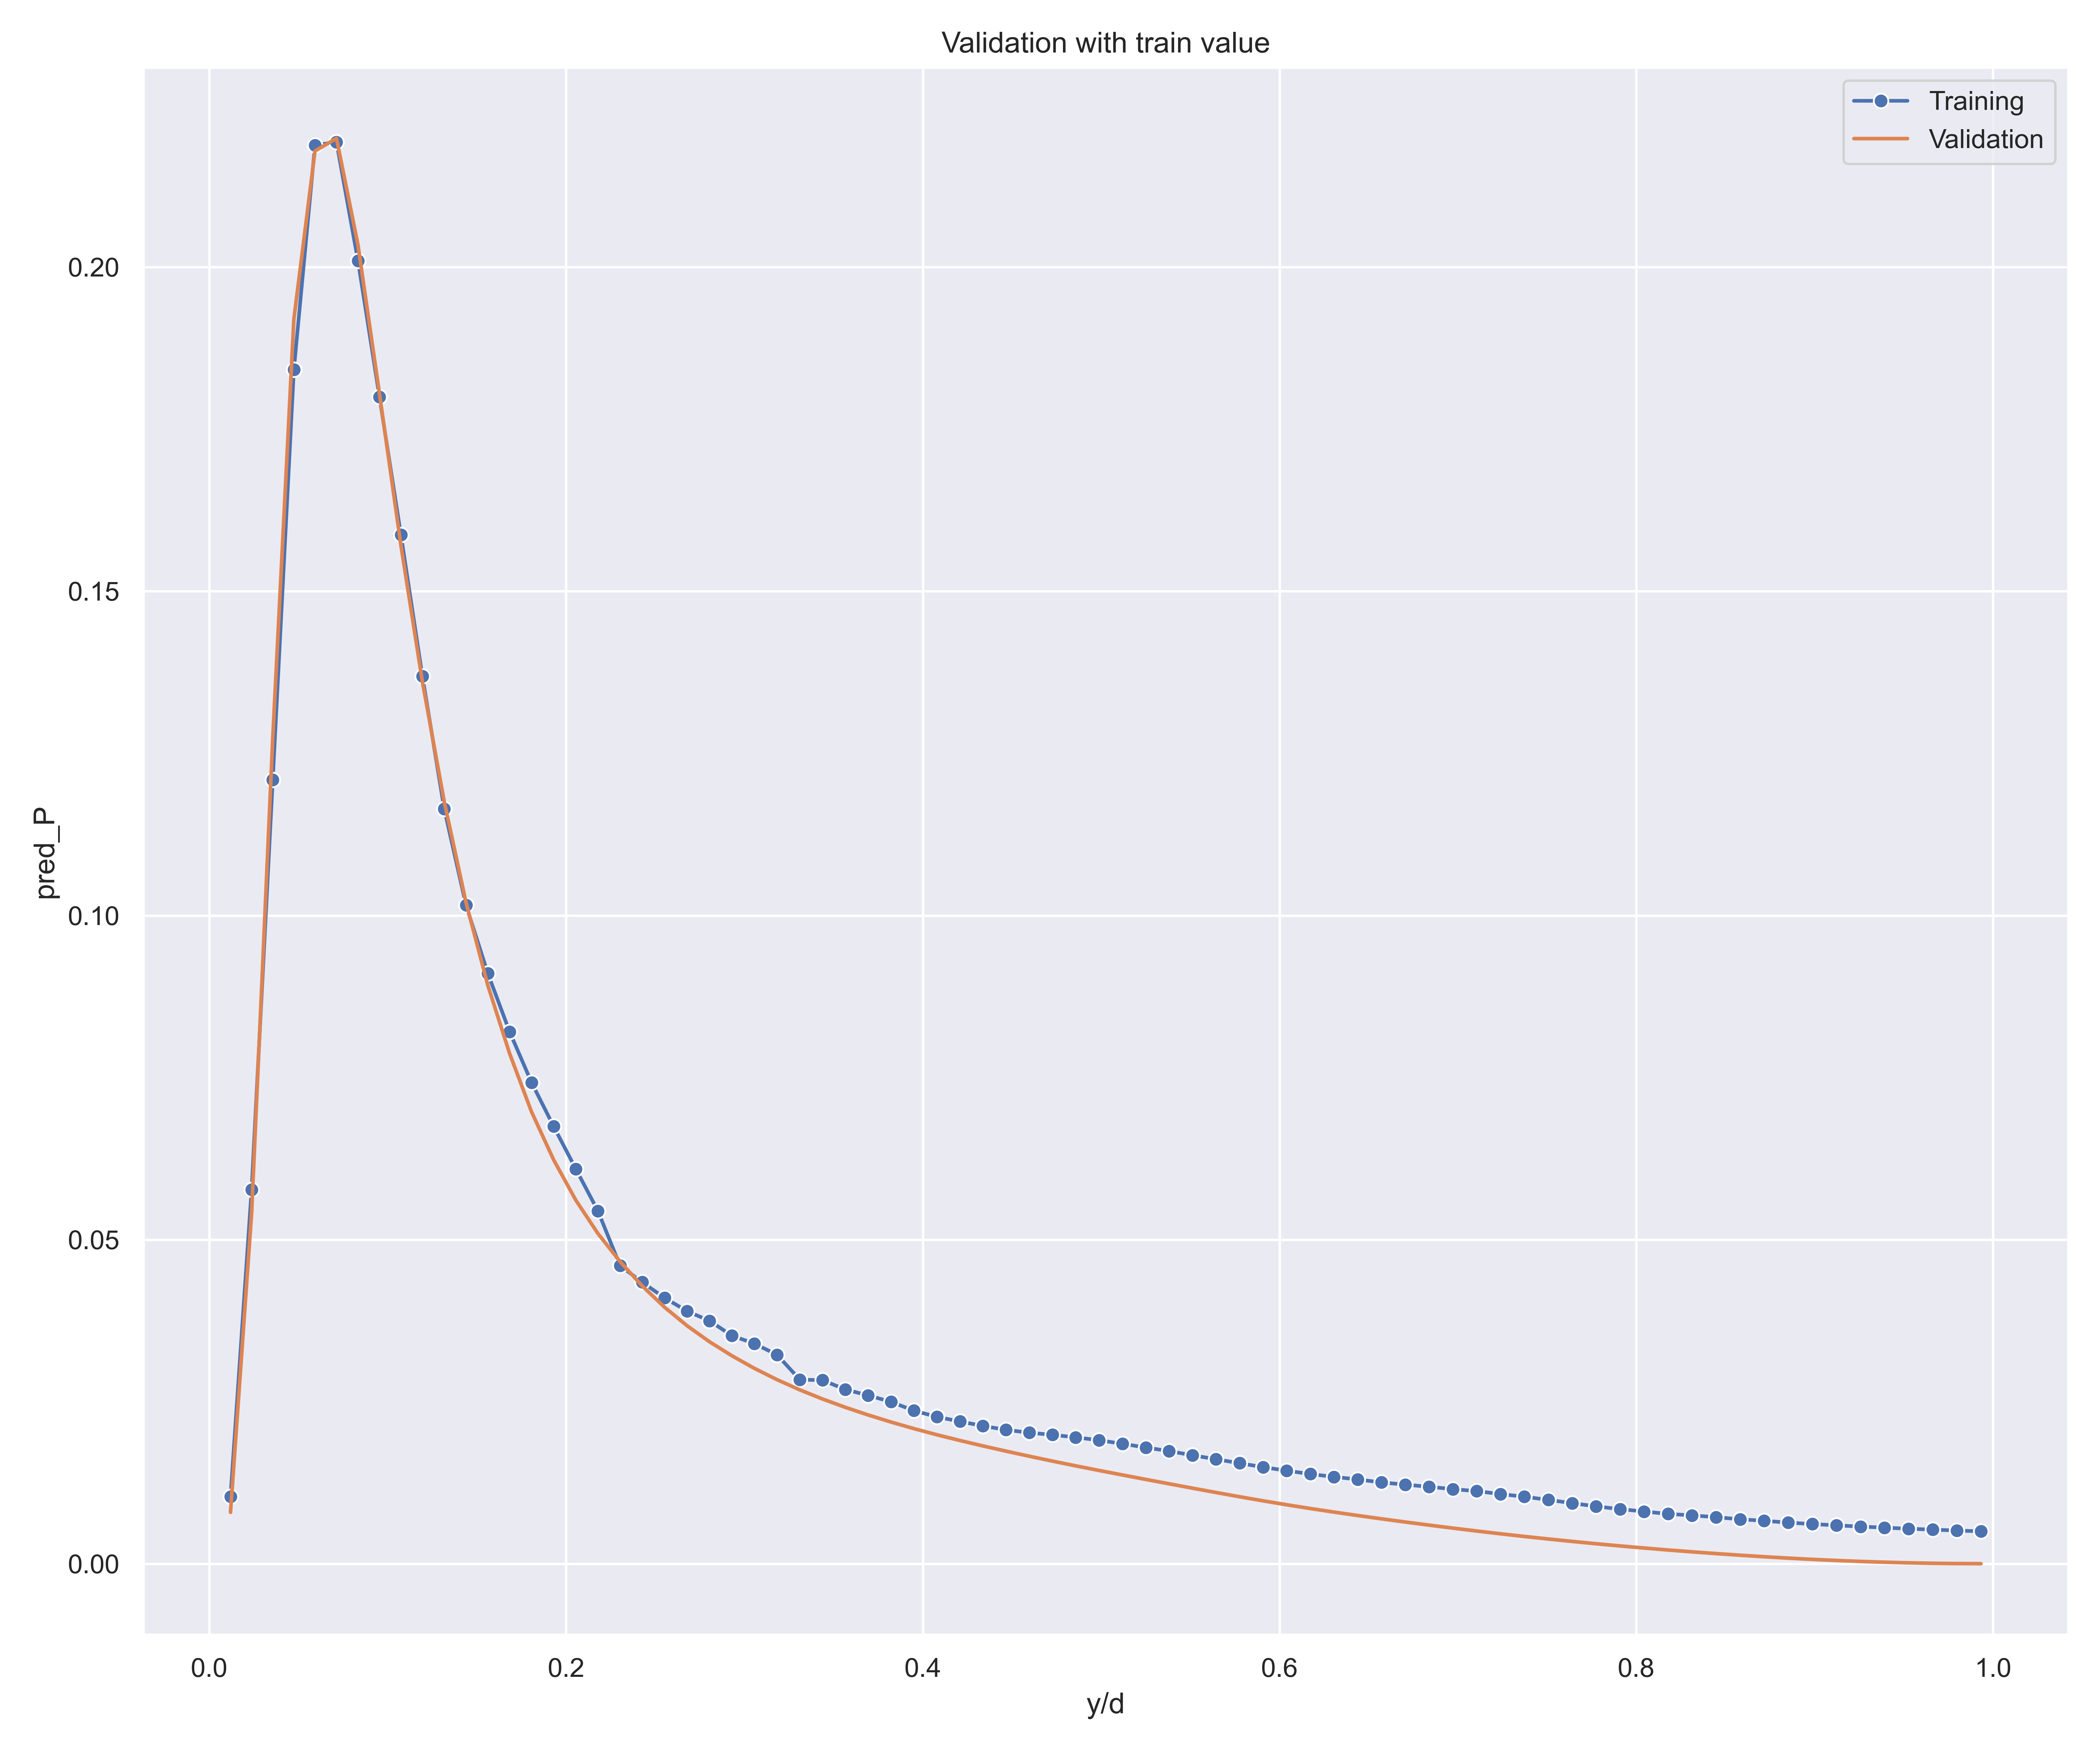 Validation with train value
Training
Validation
pred_P
0.20
0.15
0.10
0.05
0.00
0.0 0.2 0.4 0.6 0.8 1.0
y/d